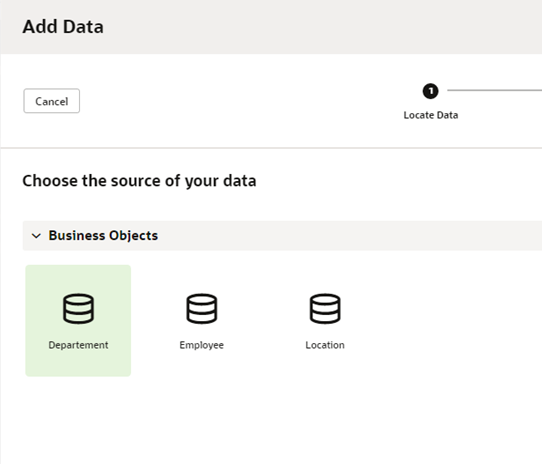 Add Data
Cancel
1
Locate Data
Choose the source of your data
Business Objects
Departement
Employee
Location